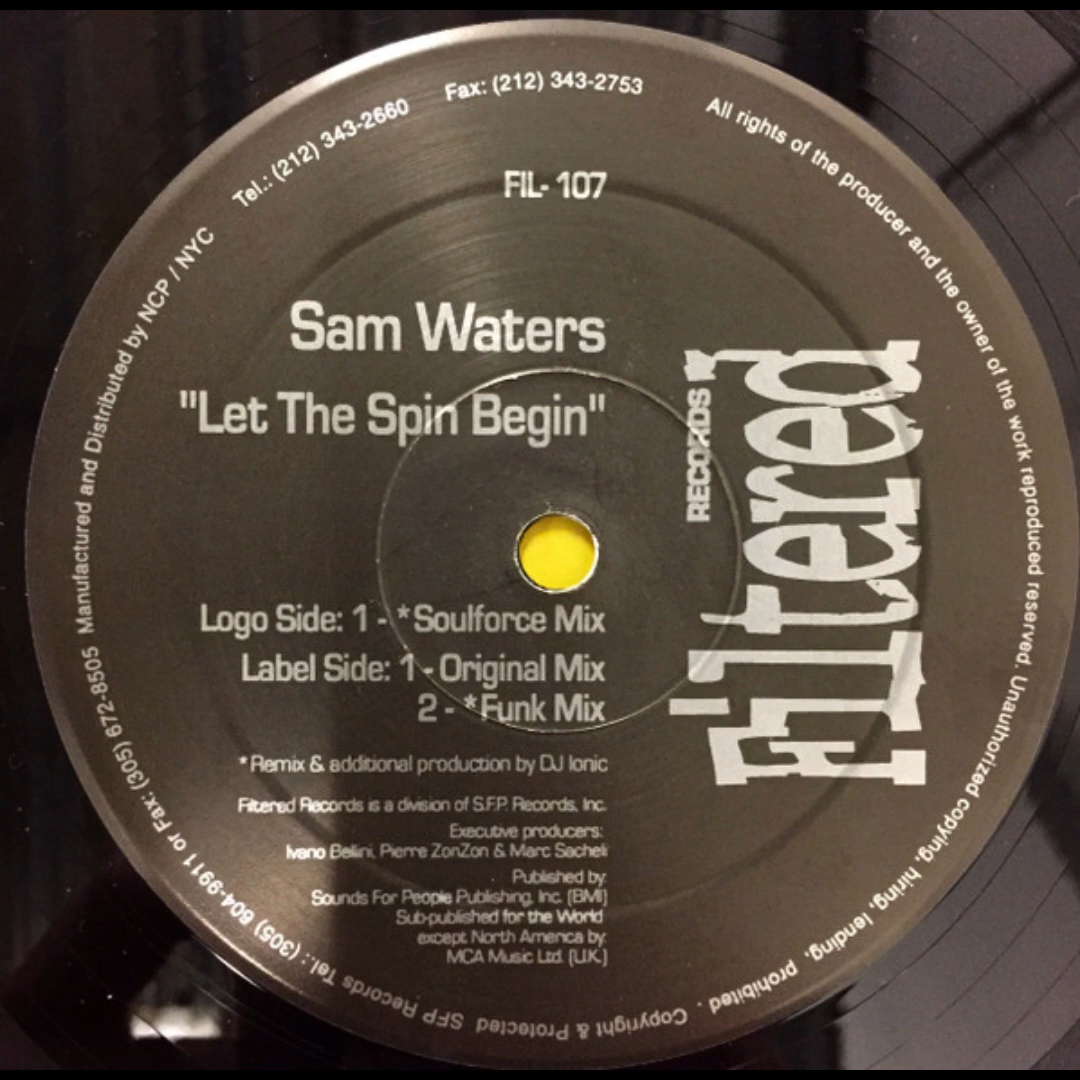 FIL- 107
Sam Waters
"Let The Spin Begin"
Logo Side: 1 - *Soulforce Mix
Label Side: 1 - Original Mix
2 - *Funk Mix
*Remix & additional production by DJ Ionic
Filtered Records is a division of S.F.P. Records, Inc.
Executive producers:
Ivano Bellini, Pierre ZonZon & Marc Sacheli
Published by:
Sounds For People Publishing, Inc. (BMI)
Sub-published for the World
except North America by:
MCA Music Ltd. (U.K.)
Filtered
RECORDS
All rights of the producer and the owner of the work reproduced reserved. Unauthorized copying, hiring, lending, prohibited. Copyright & Protected SFP Records Tel.: (305) 604-9911 or Fax: (305) 672-8505 Manufactured and Distributed by NCP / NYC Tel.: (212) 343-2660 Fax: (212) 343-2753